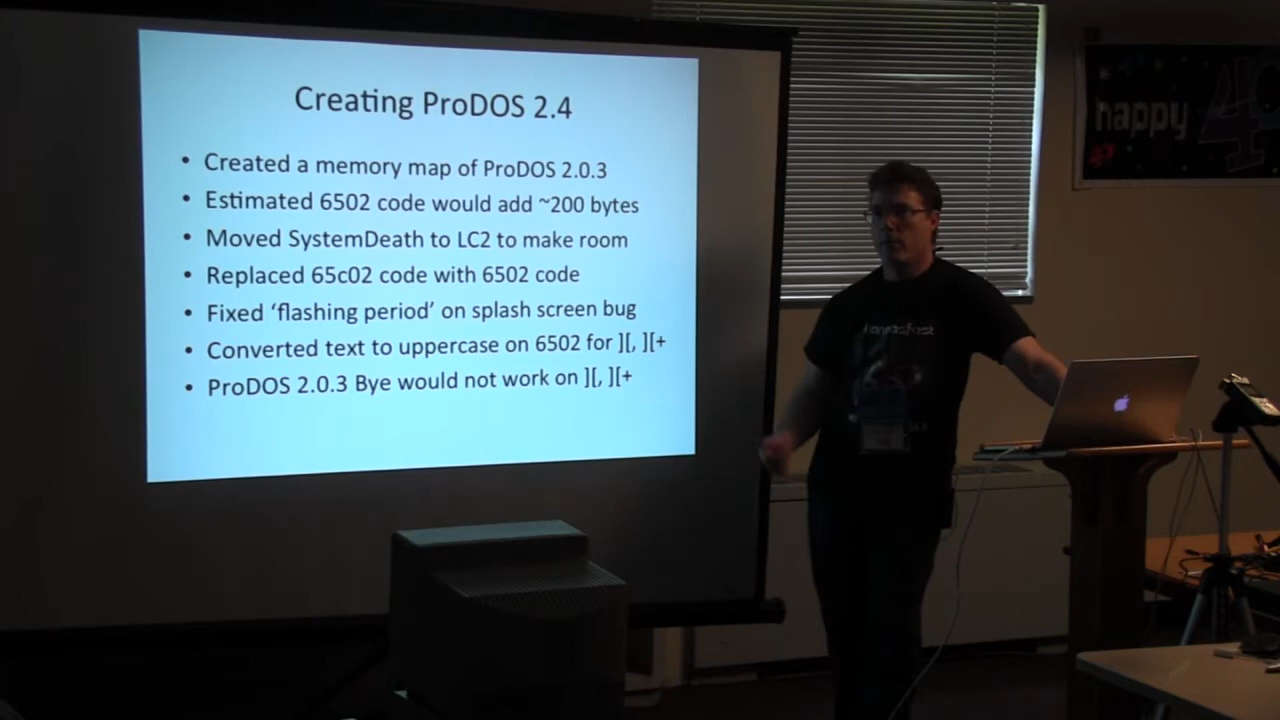 Creating ProDOS 2.4
• Created a memory map of ProDOS 2.0.3
• Estimated 6502 code would add ~200 bytes
• Moved SystemDeath to LC2 to make room
• Replaced 65c02 code with 6502 code
• Fixed ‘flashing period’ on splash screen bug
• Converted text to uppercase on 6502 for ][, ][+
• ProDOS 2.0.3 Bye would not work on ][, ][+
happy